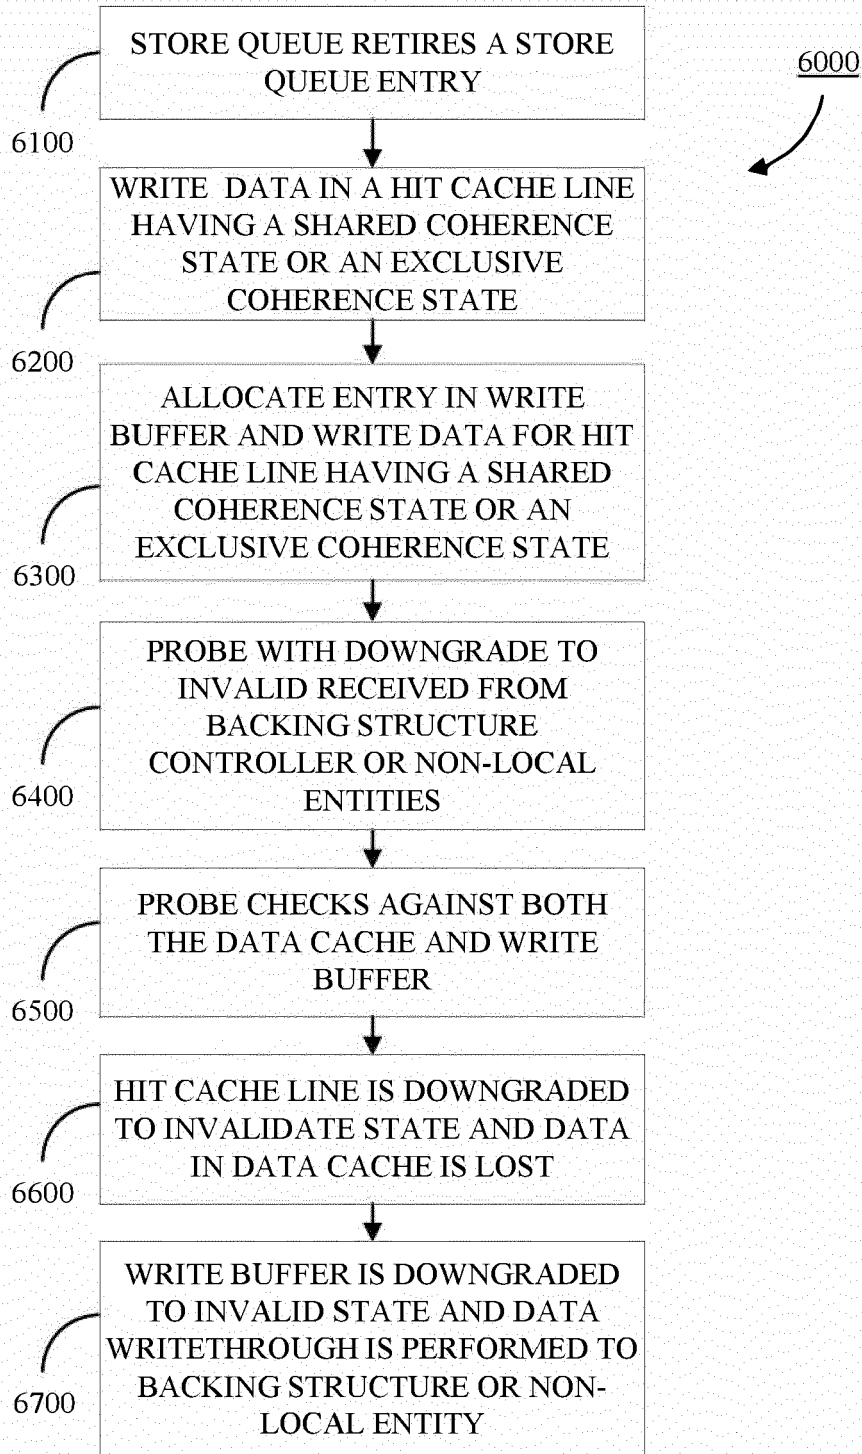 STORE QUEUE RETIRES A STORE
QUEUE ENTRY
6000
6100
WRITE DATA IN A HIT CACHE LINE
HAVING A SHARED COHERENCE
STATE OR AN EXCLUSIVE
COHERENCE STATE
6200
ALLOCATE ENTRY IN WRITE
BUFFER AND WRITE DATA FOR HIT
CACHE LINE HAVING A SHARED
COHERENCE STATE OR AN
EXCLUSIVE COHERENCE STATE
6300
PROBE WITH DOWNGRADE TO
INVALID RECEIVED FROM
BACKING STRUCTURE
CONTROLLER OR NON-LOCAL
ENTITIES
6400
PROBE CHECKS AGAINST BOTH
THE DATA CACHE AND WRITE
BUFFER
6500
HIT CACHE LINE IS DOWNGRADED
TO INVALIDATE STATE AND DATA
IN DATA CACHE IS LOST
6600
WRITE BUFFER IS DOWNGRADED
TO INVALID STATE AND DATA
WRITETHROUGH IS PERFORMED TO
BACKING STRUCTURE OR NON-
LOCAL ENTITY
6700